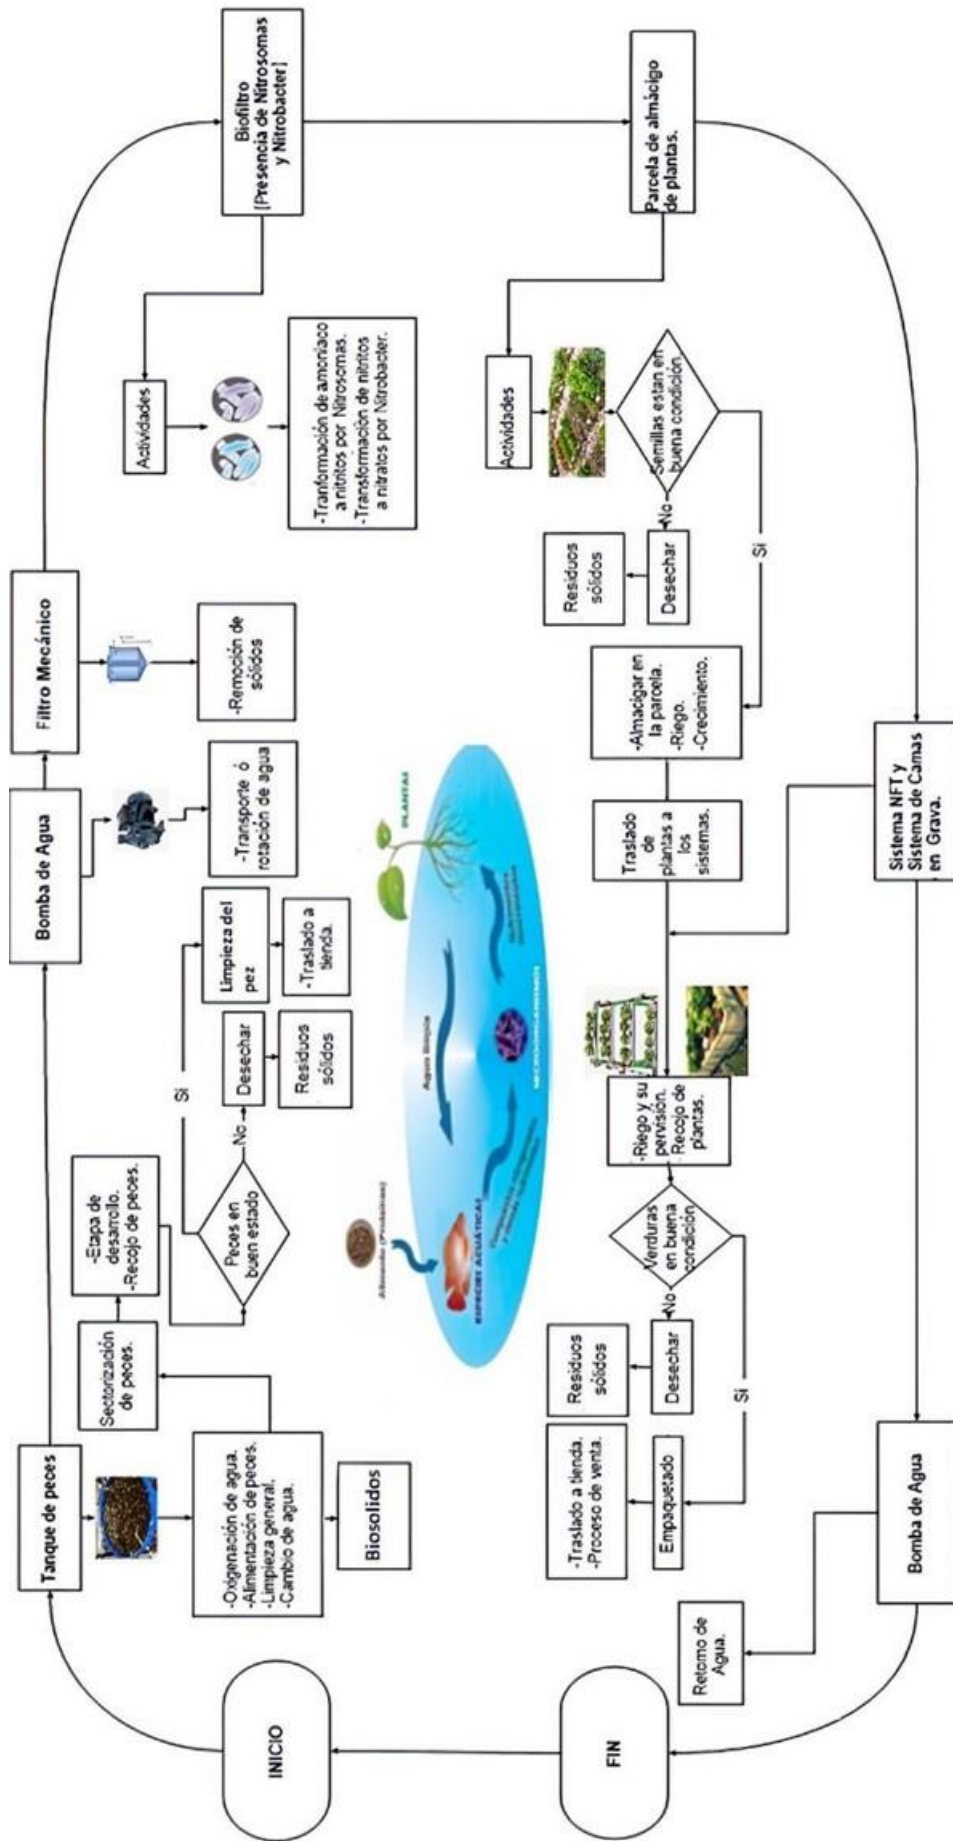 INICIO
Tanque de peces
-Oxigenación de agua.
-Alimentación de peces.
-Limpieza general.
-Cambio de agua.
Biosolidos
Sectorización
de peces.
-Etapa de
desarrollo.
-Recojo de peces.
Peces en
buen estado
No
Desechar
Residuos
sólidos
Si
Limpieza del
pez
-Traslado a
tienda.
Bomba de Agua
-Transporte ó
rotación de agua
Filtro Mecánico
-Remoción de
sólidos
Biofiltro
[Presencia de Nitrosomas
y Nitrobacter)
Actividades
-Tranformación de amoniaco
a nitritos por Nitrosomas.
-Transformación de nitritos
a nitratos por Nitrobacter.
Alimento (Proteínas)
ESPECIES ACUÁTICAS
Agua limpia
MICROORGANISMOS
PLANTAS
Parcela de almácigo
de plantas.
Actividades
Semillas estan en
buena condición.
No
Desechar
Residuos
sólidos
Si
-Almacigar en
la parcela.
-Riego.
-Crecimiento.
Traslado
de
plantas a
los
sistemas.
Sistema NFT y
Sistema de Camas
en Grava.
-Riego y su
pervisión.
-Recojo de
plantas.
Verduras
en buena
condición.
No
Desechar
Residuos
sólidos
Si
Empaquetado
-Traslado a tienda.
-Proceso de venta.
Bomba de Agua
Retorno de
Agua.
FIN